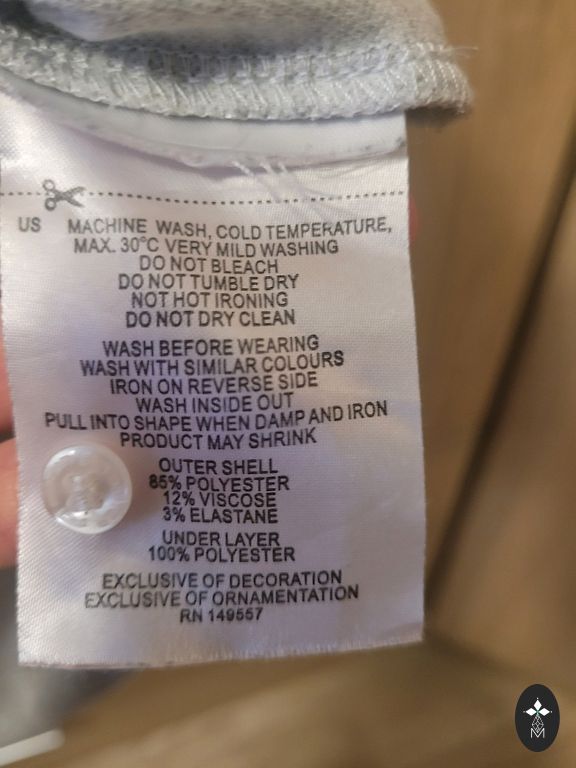 US MACHINE WASH, COLD TEMPERATURE,
MAX. 30°C VERY MILD WASHING
DO NOT BLEACH
DO NOT TUMBLE DRY
NOT HOT IRONING
DO NOT DRY CLEAN
WASH BEFORE WEARING
WASH WITH SIMILAR COLOURS
IRON ON REVERSE SIDE
WASH INSIDE OUT
PULL INTO SHAPE WHEN DAMP AND IRON
PRODUCT MAY SHRINK
OUTER SHELL
85% POLYESTER
12% VISCOSE
3% ELASTANE
UNDER LAYER
100% POLYESTER
EXCLUSIVE OF DECORATION
EXCLUSIVE OF ORNAMENTATION
RN 149557
M